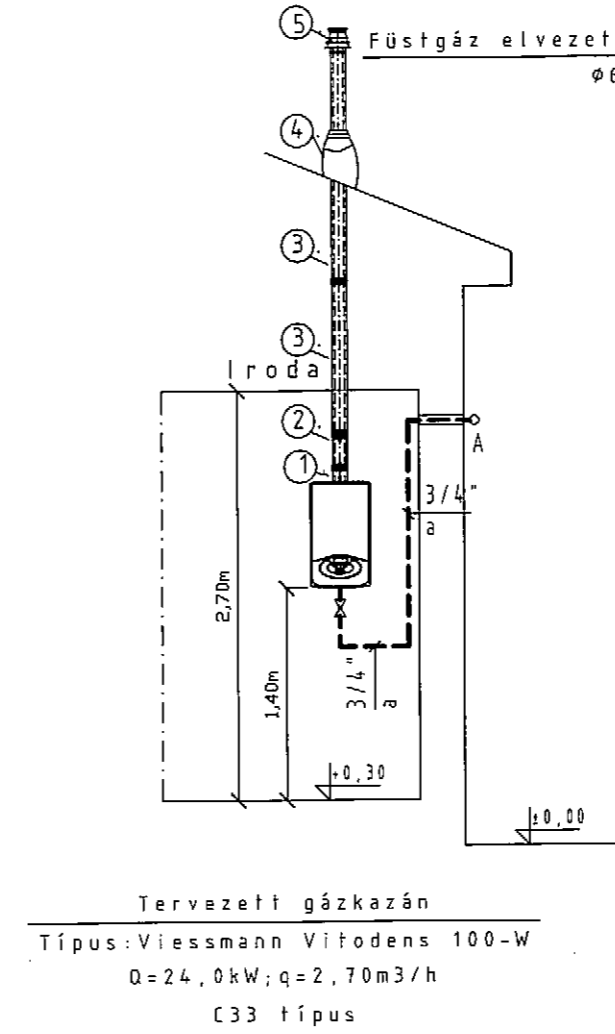 5
Füstgáz elvezet
ø6
4
3.
3.
Iroda
2.
A
1.
3/4"
a
2,70m
1,40m
3/4"
a
+0,30
±0,00
Tervezett gázkazán
Típus:Viessmann Vitodens 100-W
Q=24,0kW; q=2,70m3/h
C33 típus